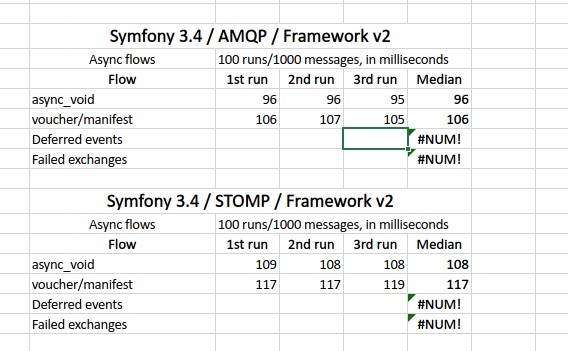 Symfony 3.4 / AMQP / Framework v2
Async flows 100 runs/1000 messages, in milliseconds
Flow 1st run 2nd run 3rd run Median
async_void 96 96 95 96
voucher/manifest 106 107 105 106
Deferred events #NUM!
Failed exchanges #NUM!
Symfony 3.4 / STOMP / Framework v2
Async flows 100 runs/1000 messages, in milliseconds
Flow 1st run 2nd run 3rd run Median
async_void 109 108 108 108
voucher/manifest 117 117 119 117
Deferred events #NUM!
Failed exchanges #NUM!